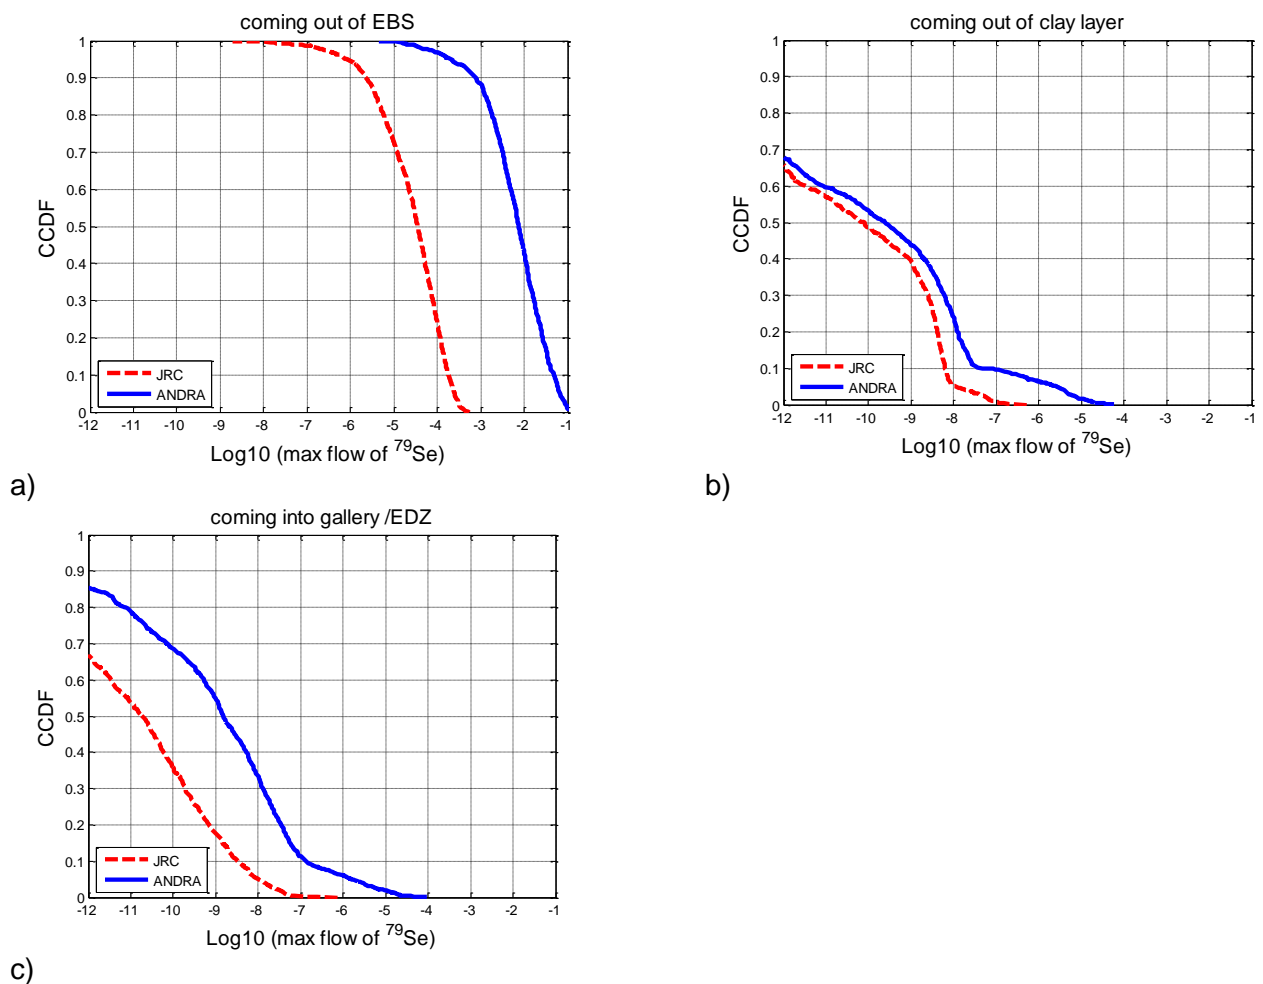 coming out of EBS
1
0.9
0.8
0.7
0.6
0.5
0.4
0.3
0.2
0.1
0
CCDF
JRC
ANDRA
-12 -11 -10 -9 -8 -7 -6 -5 -4 -3 -2 -1
Log10 (max flow of 79Se)
a)
coming out of clay layer
1
0.9
0.8
0.7
0.6
0.5
0.4
0.3
0.2
0.1
0
CCDF
JRC
ANDRA
-12 -11 -10 -9 -8 -7 -6 -5 -4 -3 -2 -1
Log10 (max flow of 79Se)
b)
coming into gallery /EDZ
1
0.9
0.8
0.7
0.6
0.5
0.4
0.3
0.2
0.1
0
CCDF
JRC
ANDRA
-12 -11 -10 -9 -8 -7 -6 -5 -4 -3 -2 -1
Log10 (max flow of 79Se)
c)